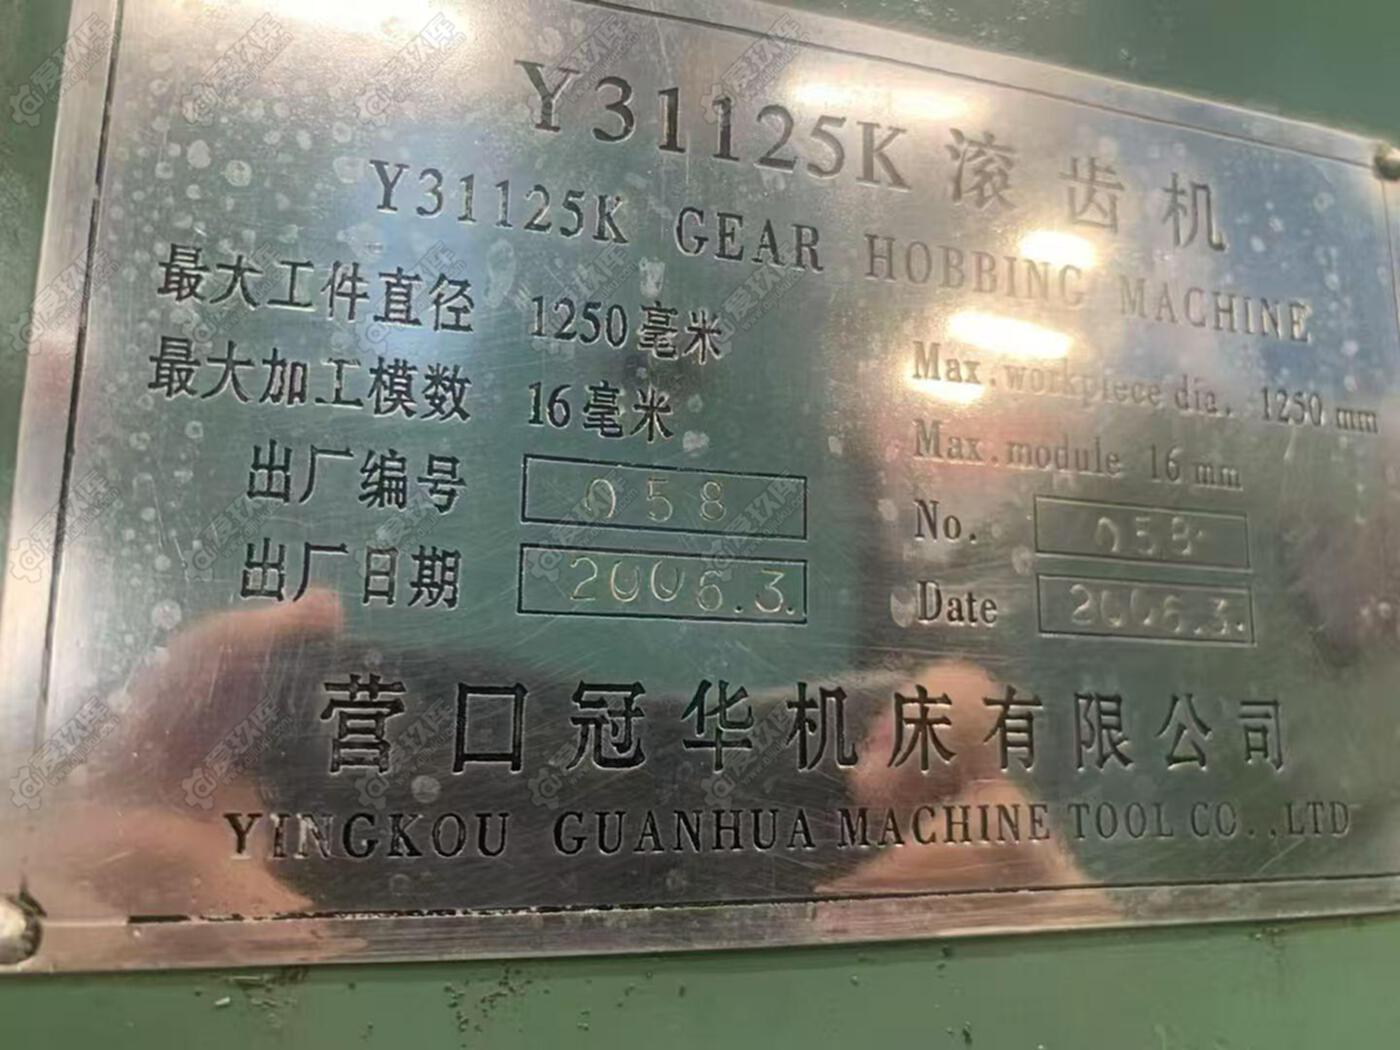 Y31125K 滚齿机
Y31125K GEAR HOBBING MACHINE
最大工件直径 1250毫米
最大加工模数 16毫米
出厂编号 058
出厂日期 2006.3.
Max.workpiece dia. 1250 mm
Max.module 16 mm
No. 058
Date 2006.3.
营口冠华机床有限公司
YINGKOU GUANHUA MACHINE TOOL CO.,LTD